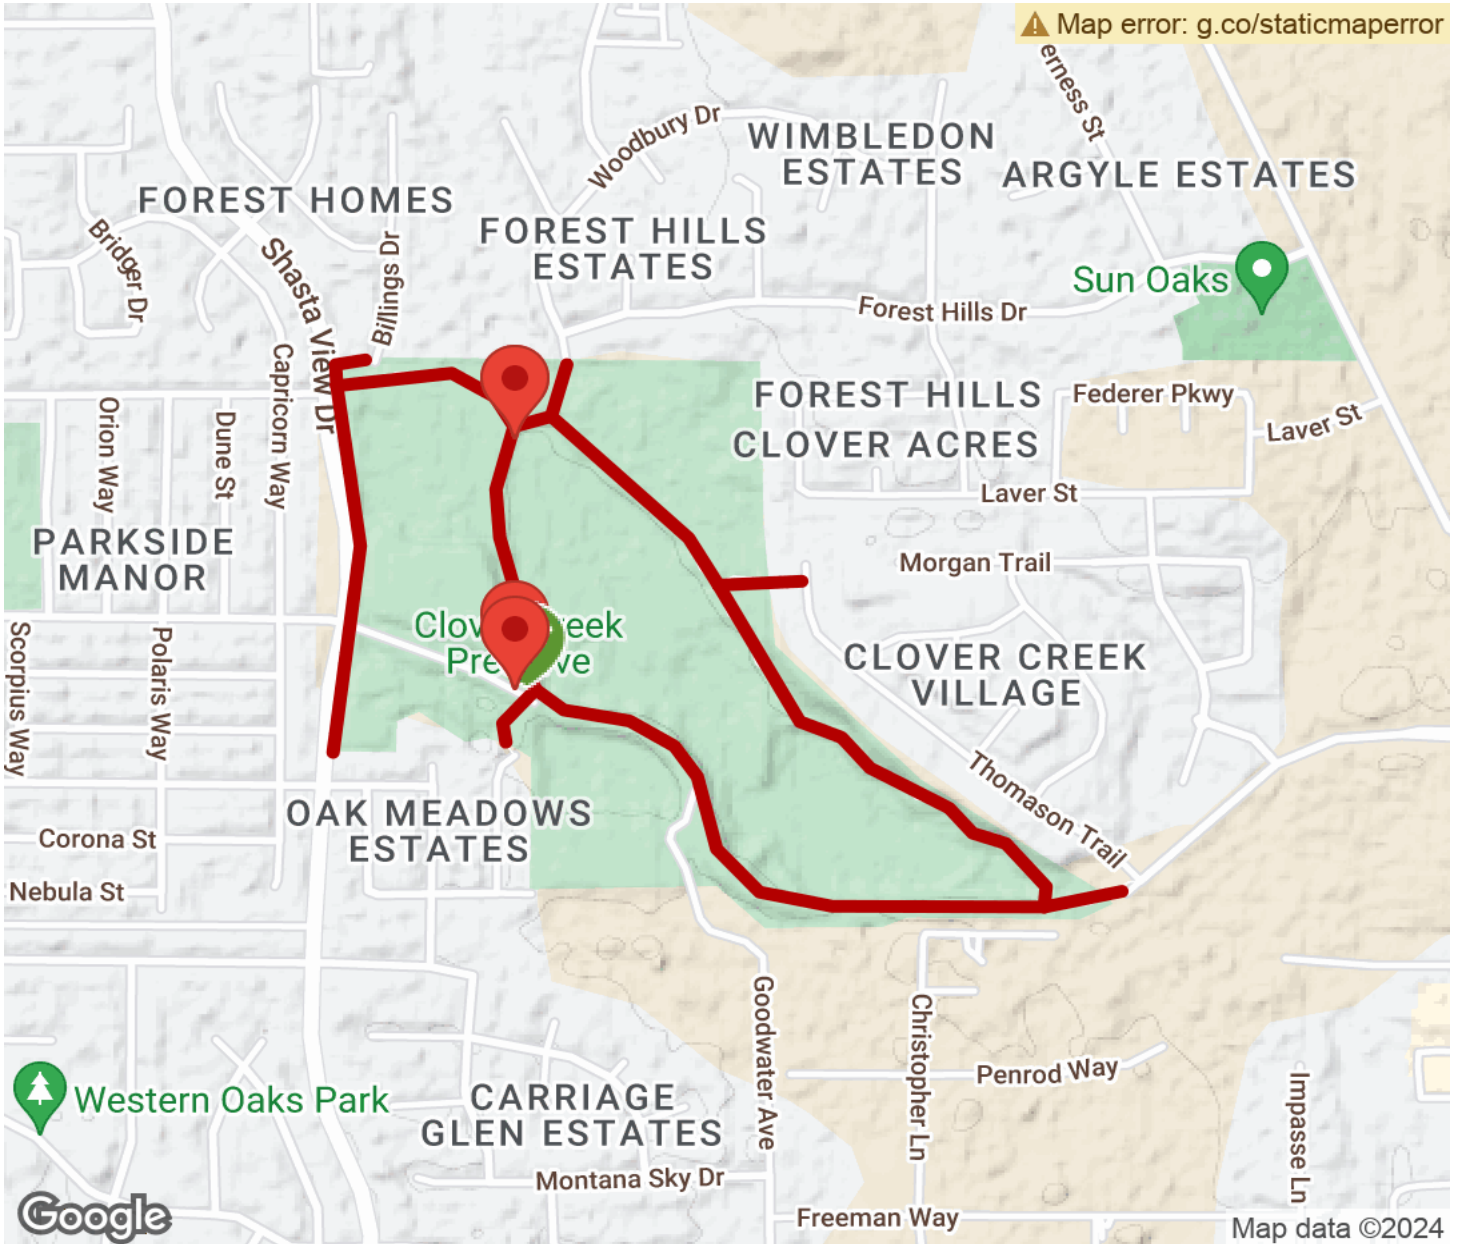 Map error: g.co/staticmaperror
erness St
Woodbury Dr
WIMBLEDON
ESTATES
ARGYLE ESTATES
FOREST HOMES
Bridger Dr
Shasta View Dr
Billings Dr
FOREST HILLS
ESTATES
Sun Oaks
Forest Hills Dr
Capricorn Way
Orion Way
Dune St
FOREST HILLS
CLOVER ACRES
Federer Pkwy
Laver St
Laver St
PARKSIDE
MANOR
Morgan Trail
Scorpius Way
Polaris Way
Clov eek
Pre ve
CLOVER CREEK
VILLAGE
Thomason Trail
OAK MEADOWS
ESTATES
Corona St
Nebula St
Goodwater Ave
Christopher Ln
Penrod Way
Impasse Ln
Western Oaks Park
CARRIAGE
GLEN ESTATES
Montana Sky Dr
Freeman Way
Google
Map data ©2024